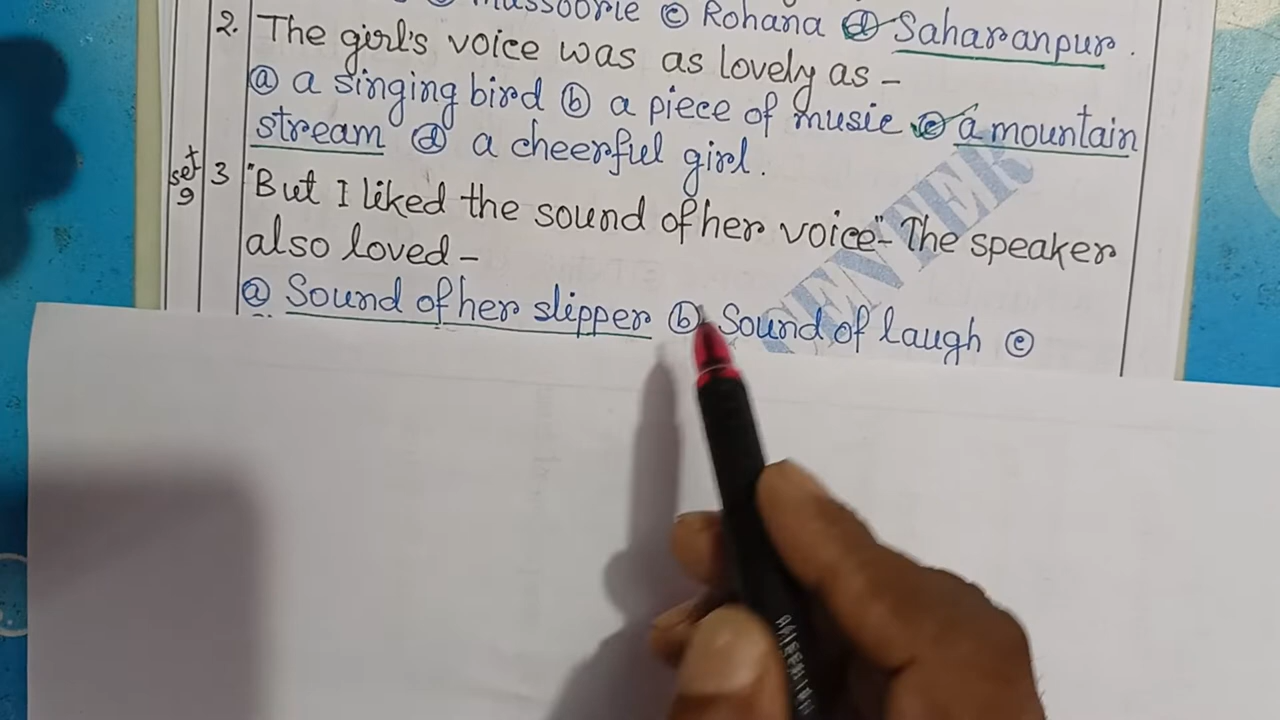 Mussoorie ⓒ Rohana ⓓ Saharanpur.
2. The girl's voice was as lovely as -
ⓐ a singing bird ⓑ a piece of music ⓒ a mountain
stream ⓓ a cheerful girl.
set 9 3 "But I liked the sound of her voice" - The speaker
also loved -
ⓐ Sound of her slipper ⓑ Sound of laugh ⓒ
CENTER